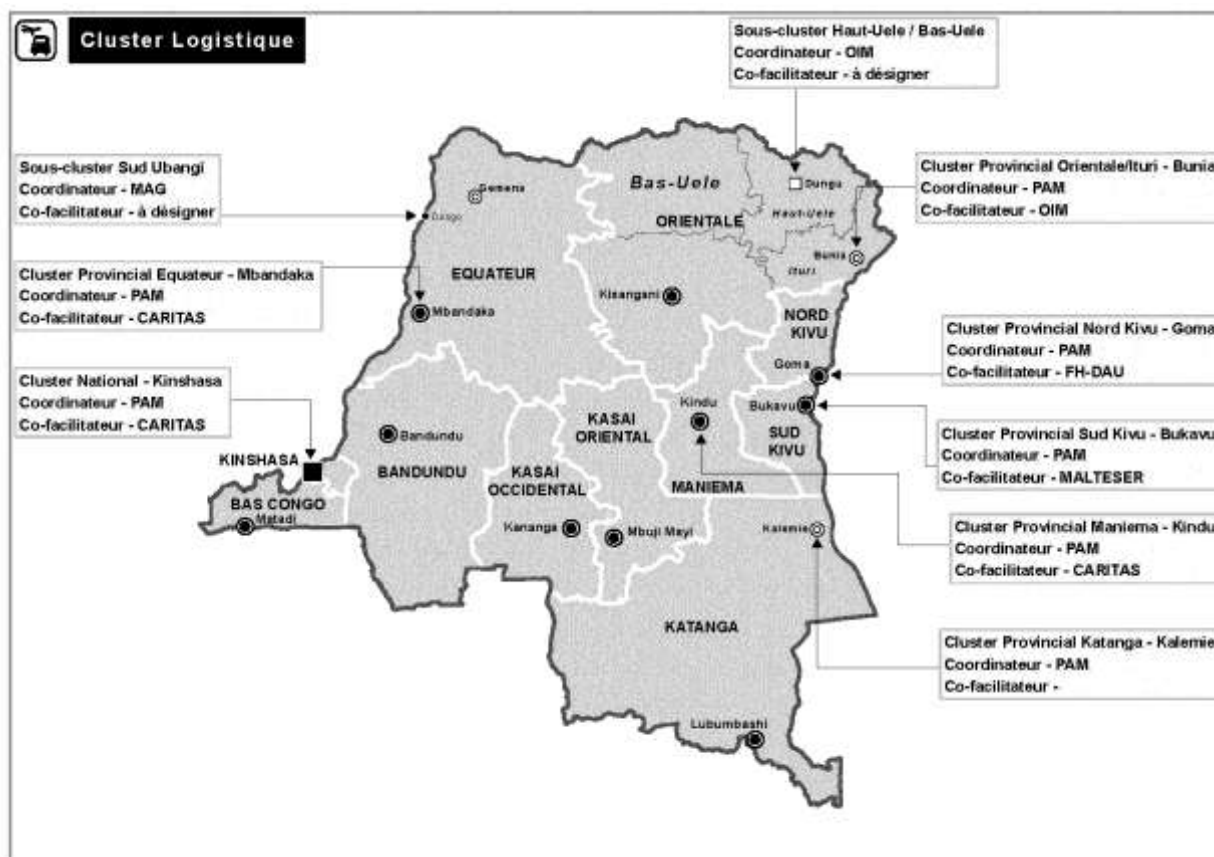 Cluster Logistique
Sous-cluster Haut-Uele / Bas-Uele
Coordinateur - OIM
Co-facilitateur - à désigner
Sous-cluster Sud Ubangi
Coordinateur - MAG
Co-facilitateur - à désigner
Cluster Provincial Orientale/Ituri - Bunia
Coordinateur - PAM
Co-facilitateur - OIM
Cluster Provincial Equateur - Mbandaka
Coordinateur - PAM
Co-facilitateur - CARITAS
Cluster Provincial Nord Kivu - Goma
Coordinateur - PAM
Co-facilitateur - FH-DAU
Cluster National - Kinshasa
Coordinateur - PAM
Co-facilitateur - CARITAS
Cluster Provincial Sud Kivu - Bukavu
Coordinateur - PAM
Co-facilitateur - MALTESER
Cluster Provincial Maniema - Kindu
Coordinateur - PAM
Co-facilitateur - CARITAS
Cluster Provincial Katanga - Kalemie
Coordinateur - PAM
Co-facilitateur -
Gemena
Bas-Uele
Dungu
Haut-Uele
ORIENTALE
Bunia
Ituri
EQUATEUR
Kisangani
Mbandaka
NORD
KIVU
Goma
Kindu
Bukavu
KASAI
ORIENTAL
SUD
KIVU
Bandundu
BANDUNDU
KINSHASA
KASAI
OCCIDENTAL
MANIEMA
BAS CONGO
Matadi
Kananga
Mbuji Mayi
Kalemie
KATANGA
Lubumbashi